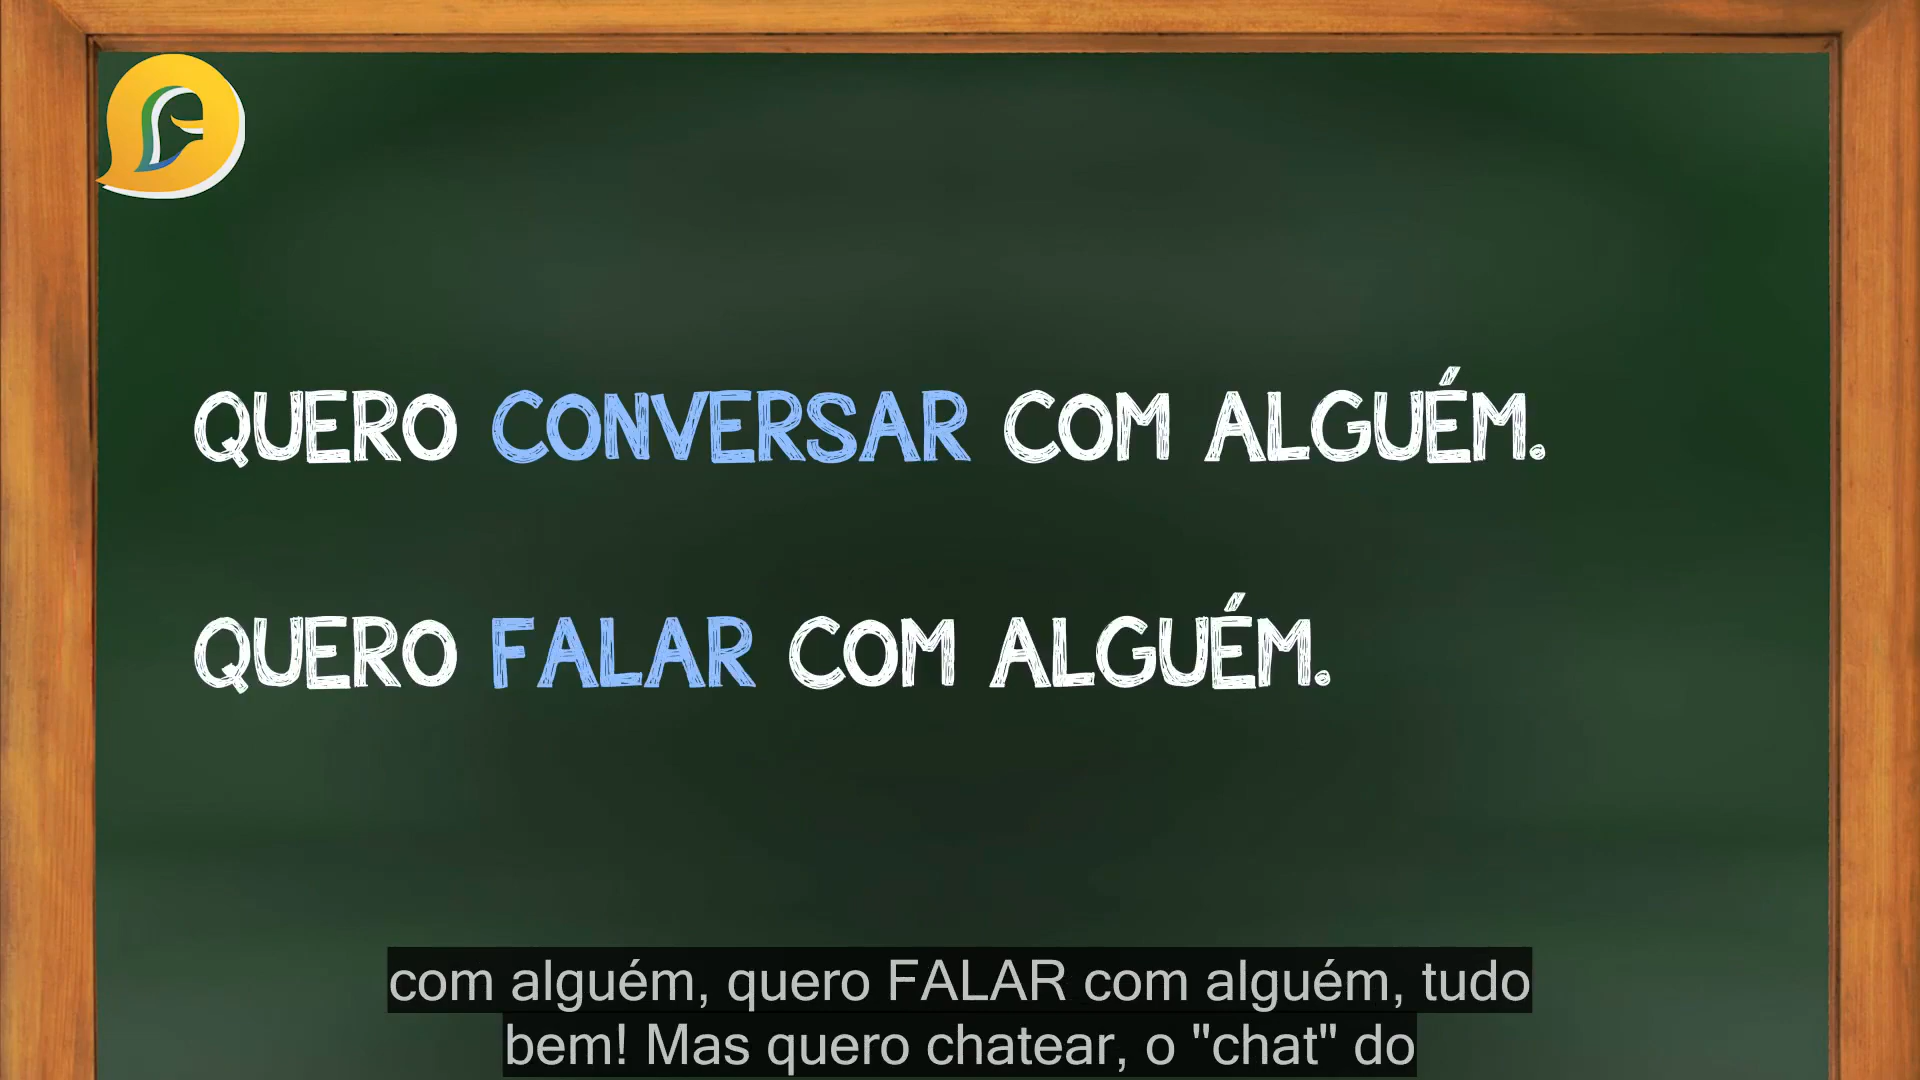 QUERO CONVERSAR COM ALGUÉM.
QUERO FALAR COM ALGUÉM.
com alguém, quero FALAR com alguém, tudo
bem! Mas quero chatear, o "chat" do